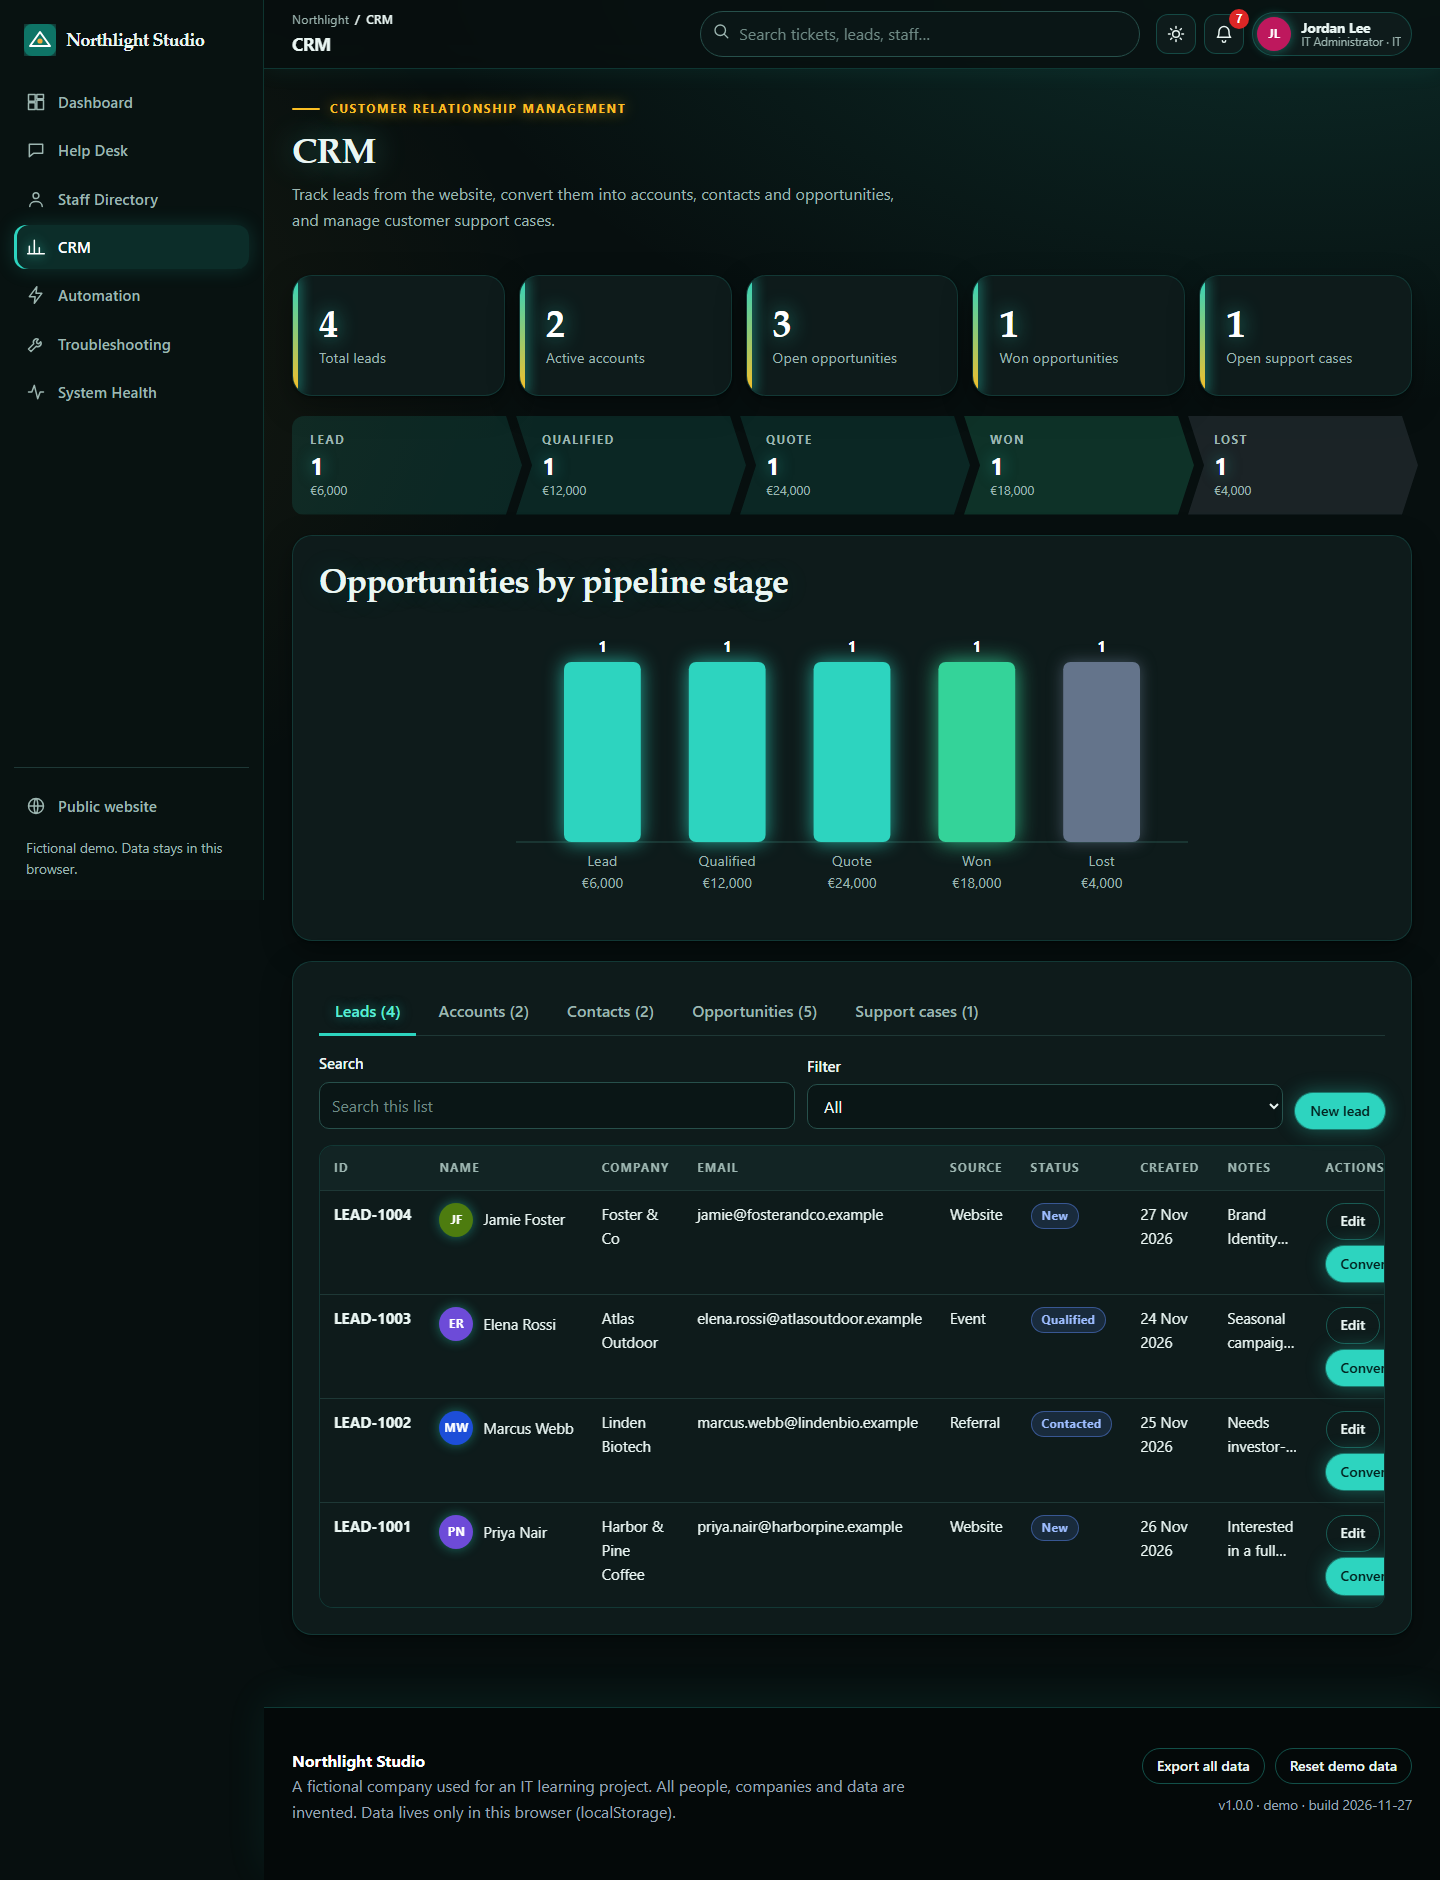 Northlight Studio
Dashboard
Help Desk
Staff Directory
CRM
Automation
Troubleshooting
System Health
Public website
Fictional demo. Data stays in this
browser.
Northlight / CRM
CRM
Search tickets, leads, staff...
7
JL
Jordan Lee
IT Administrator · IT
CUSTOMER RELATIONSHIP MANAGEMENT
CRM
Track leads from the website, convert them into accounts, contacts and opportunities,
and manage customer support cases.
4
Total leads
2
Active accounts
3
Open opportunities
1
Won opportunities
1
Open support cases
LEAD
1
€6,000
QUALIFIED
1
€12,000
QUOTE
1
€24,000
WON
1
€18,000
LOST
1
€4,000
Opportunities by pipeline stage
1 1 1 1 1
Lead Qualified Quote Won Lost
€6,000 €12,000 €24,000 €18,000 €4,000
Leads (4) Accounts (2) Contacts (2) Opportunities (5) Support cases (1)
Search
Search this list
Filter
All
New lead
ID NAME COMPANY EMAIL SOURCE STATUS CREATED NOTES ACTIONS
LEAD-1004 JF Jamie Foster Foster & jamie@fosterandco.example Website New 27 Nov Brand Edit
Co 2026 Identity...
Conver
LEAD-1003 ER Elena Rossi Atlas elena.rossi@atlasoutdoor.example Event Qualified 24 Nov Seasonal Edit
Outdoor 2026 campaig...
Conver
LEAD-1002 MW Marcus Webb Linden marcus.webb@lindenbio.example Referral Contacted 25 Nov Needs Edit
Biotech 2026 investor-...
Conver
LEAD-1001 PN Priya Nair Harbor & priya.nair@harborpine.example Website New 26 Nov Interested Edit
Pine 2026 in a full...
Coffee Conver
Northlight Studio
A fictional company used for an IT learning project. All people, companies and data are
invented. Data lives only in this browser (localStorage).
Export all data
Reset demo data
v1.0.0 · demo · build 2026-11-27